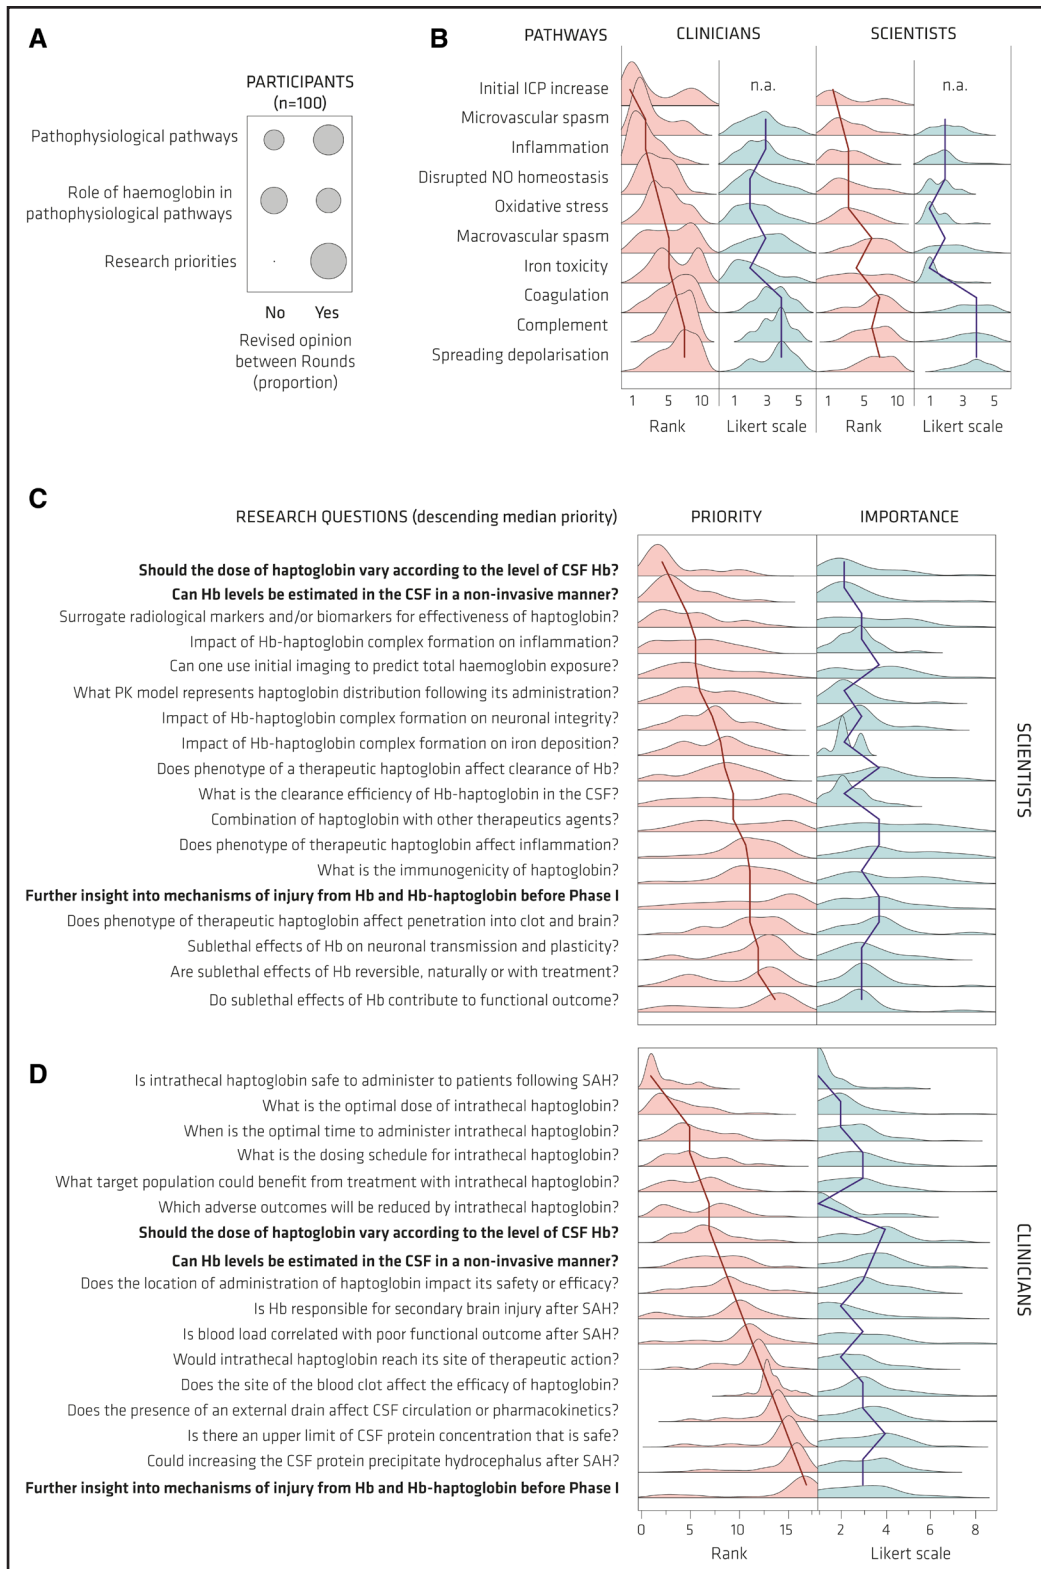 A
PARTICIPANTS
(n=100)
Pathophysiological pathways
Role of haemoglobin in
pathophysiological pathways
Research priorities
No Yes
Revised opinion
between Rounds
(proportion)
B
PATHWAYS CLINICIANS SCIENTISTS
Initial ICP increase n.a. n.a.
Microvascular spasm
Inflammation
Disrupted NO homeostasis
Oxidative stress
Macrovascular spasm
Iron toxicity
Coagulation
Complement
Spreading depolarisation
1 5 10 1 3 5 1 5 10 1 3 5
Rank Likert scale Rank Likert scale
C
RESEARCH QUESTIONS (descending median priority) PRIORITY IMPORTANCE
Should the dose of haptoglobin vary according to the level of CSF Hb?
Can Hb levels be estimated in the CSF in a non-invasive manner?
Surrogate radiological markers and/or biomarkers for effectiveness of haptoglobin?
Impact of Hb-haptoglobin complex formation on inflammation?
Can one use initial imaging to predict total haemoglobin exposure?
What PK model represents haptoglobin distribution following its administration?
Impact of Hb-haptoglobin complex formation on neuronal integrity?
Impact of Hb-haptoglobin complex formation on iron deposition?
Does phenotype of a therapeutic haptoglobin affect clearance of Hb?
What is the clearance efficiency of Hb-haptoglobin in the CSF?
Combination of haptoglobin with other therapeutics agents?
Does phenotype of therapeutic haptoglobin affect inflammation?
What is the immunogenicity of haptoglobin?
Further insight into mechanisms of injury from Hb and Hb-haptoglobin before Phase I
Does phenotype of therapeutic haptoglobin affect penetration into clot and brain?
Sublethal effects of Hb on neuronal transmission and plasticity?
Are sublethal effects of Hb reversible, naturally or with treatment?
Do sublethal effects of Hb contribute to functional outcome?
SCIENTISTS
D
Is intrathecal haptoglobin safe to administer to patients following SAH?
What is the optimal dose of intrathecal haptoglobin?
When is the optimal time to administer intrathecal haptoglobin?
What is the dosing schedule for intrathecal haptoglobin?
What target population could benefit from treatment with intrathecal haptoglobin?
Which adverse outcomes will be reduced by intrathecal haptoglobin?
Should the dose of haptoglobin vary according to the level of CSF Hb?
Can Hb levels be estimated in the CSF in a non-invasive manner?
Does the location of administration of haptoglobin impact its safety or efficacy?
Is Hb responsible for secondary brain injury after SAH?
Is blood load correlated with poor functional outcome after SAH?
Would intrathecal haptoglobin reach its site of therapeutic action?
Does the site of the blood clot affect the efficacy of haptoglobin?
Does the presence of an external drain affect CSF circulation or pharmacokinetics?
Is there an upper limit of CSF protein concentration that is safe?
Could increasing the CSF protein precipitate hydrocephalus after SAH?
Further insight into mechanisms of injury from Hb and Hb-haptoglobin before Phase I
CLINICIANS
0 5 10 15 2 4 6 8
Rank Likert scale